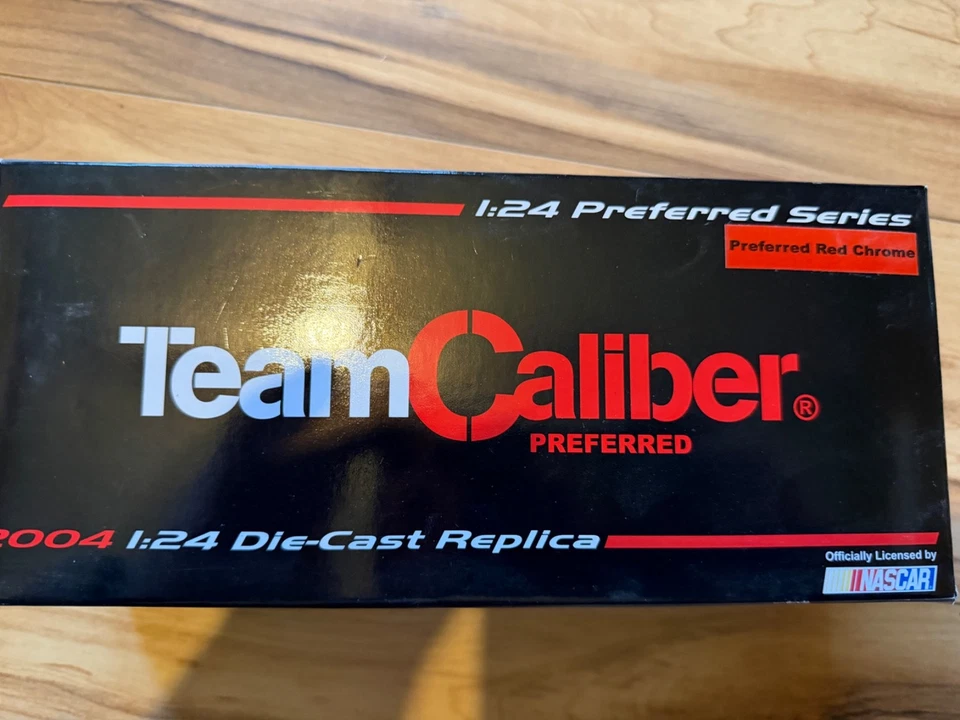 1:24 Preferred Series
Preferred Red Chrome
TeamCaliber®
PREFERRED
2004 1:24 Die-Cast Replica
Officially Licensed by
NASCAR